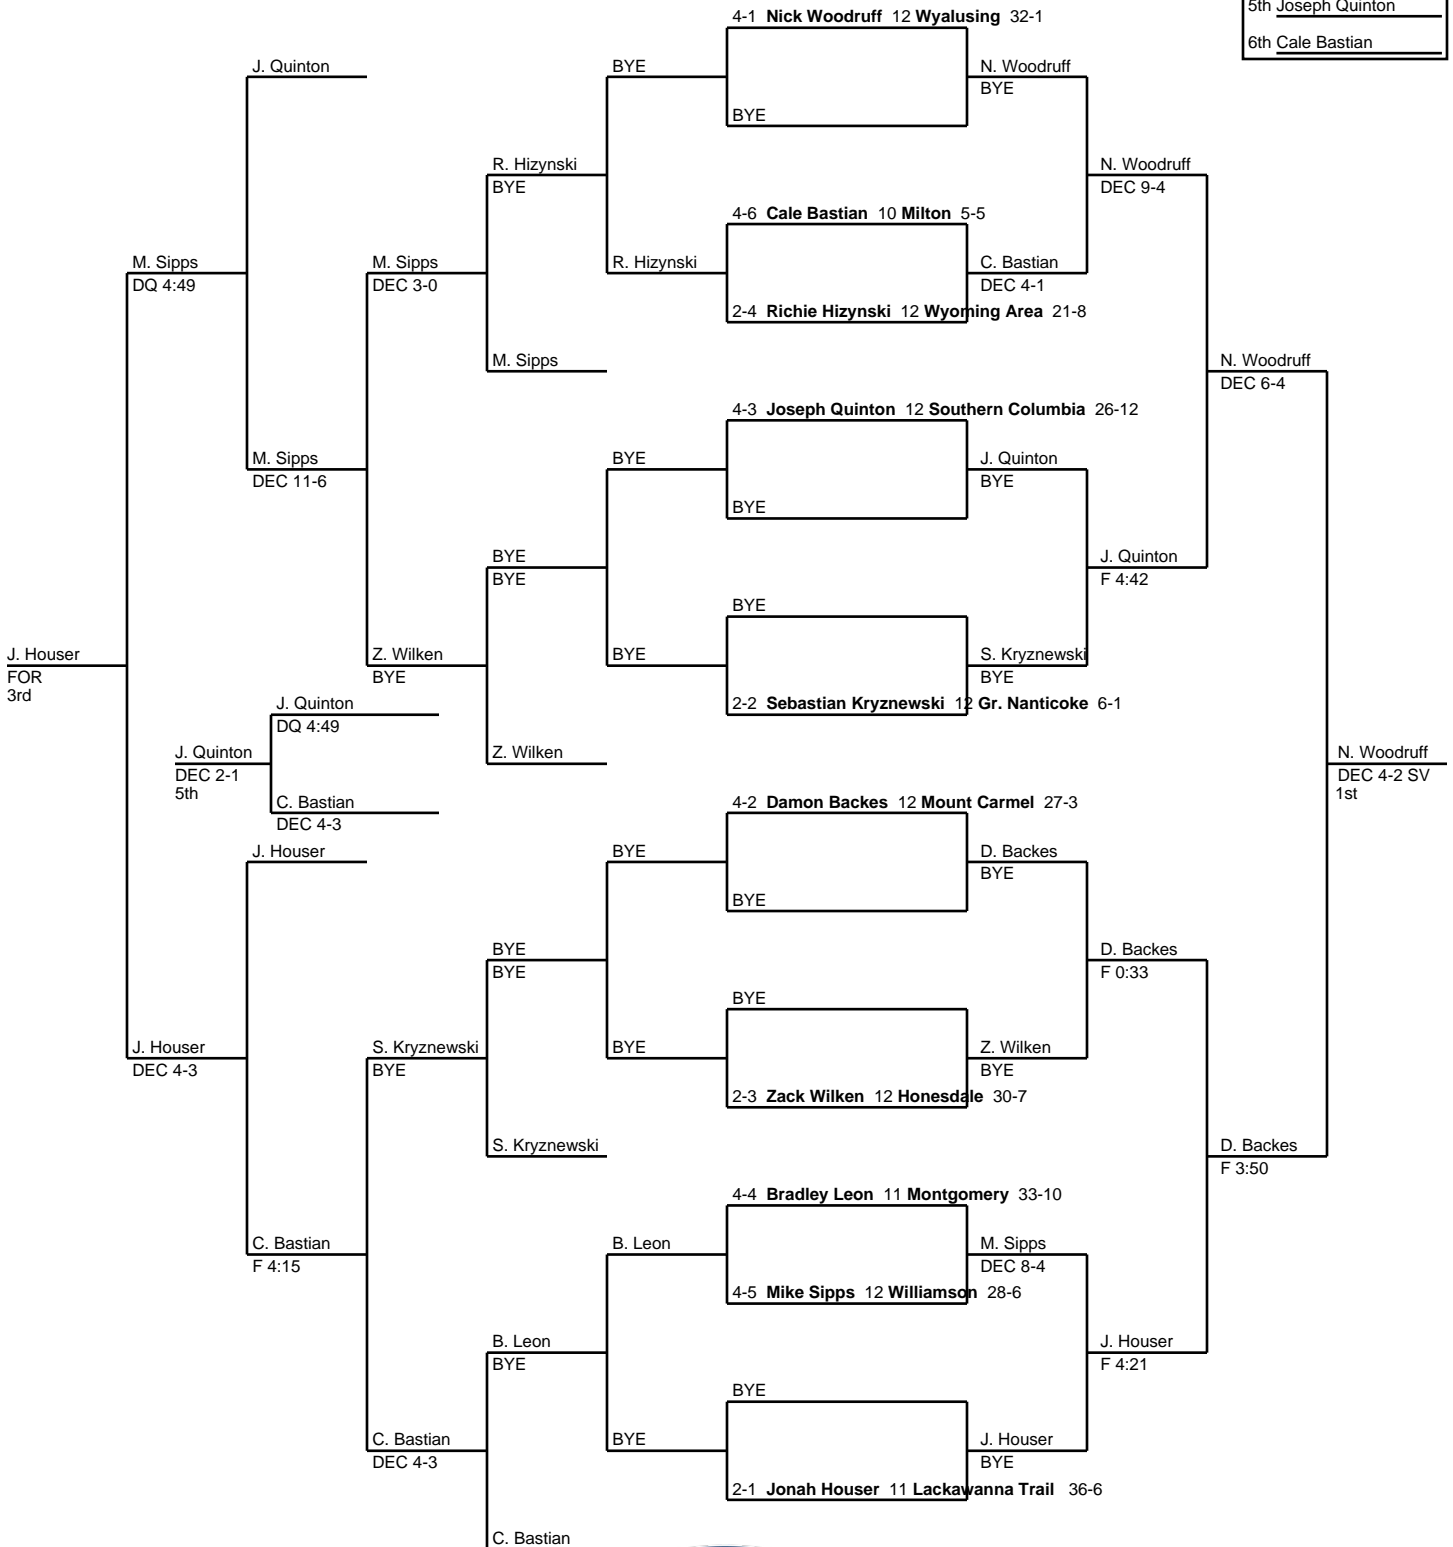 5th Joseph Quinton
6th Cale Bastian
4-1 Nick Woodruff 12 Wyalusing 32-1
J. Quinton
BYE
N. Woodruff
BYE
BYE
R. Hizynski
BYE
N. Woodruff
DEC 9-4
4-6 Cale Bastian 10 Milton 5-5
M. Sipps
DQ 4:49
M. Sipps
DEC 3-0
R. Hizynski
C. Bastian
DEC 4-1
2-4 Richie Hizynski 12 Wyoming Area 21-8
M. Sipps
N. Woodruff
DEC 6-4
4-3 Joseph Quinton 12 Southern Columbia 26-12
M. Sipps
DEC 11-6
BYE
J. Quinton
BYE
BYE
BYE
BYE
J. Quinton
F 4:42
BYE
J. Houser
FOR
3rd
Z. Wilken
BYE
BYE
S. Kryznewski
BYE
2-2 Sebastian Kryznewski 12 Gr. Nanticoke 6-1
J. Quinton
DQ 4:49
J. Quinton
DEC 2-1
5th
Z. Wilken
N. Woodruff
DEC 4-2 SV
1st
C. Bastian
DEC 4-3
4-2 Damon Backes 12 Mount Carmel 27-3
J. Houser
BYE
D. Backes
BYE
BYE
BYE
BYE
D. Backes
F 0:33
BYE
J. Houser
DEC 4-3
S. Kryznewski
BYE
BYE
Z. Wilken
BYE
2-3 Zack Wilken 12 Honesdale 30-7
S. Kryznewski
D. Backes
F 3:50
4-4 Bradley Leon 11 Montgomery 33-10
C. Bastian
F 4:15
B. Leon
M. Sipps
DEC 8-4
4-5 Mike Sipps 12 Williamson 28-6
B. Leon
BYE
J. Houser
F 4:21
BYE
C. Bastian
DEC 4-3
BYE
J. Houser
BYE
2-1 Jonah Houser 11 Lackawanna Trail 36-6
C. Bastian